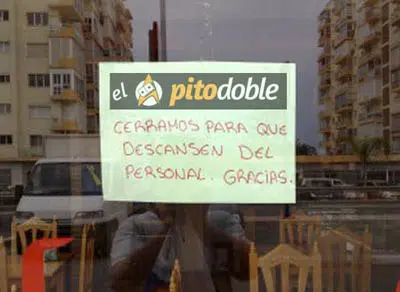 el pitodoble
CERRAMOS PARA QUE
DESCANSEN DEL
PERSONAL. GRACIAS.